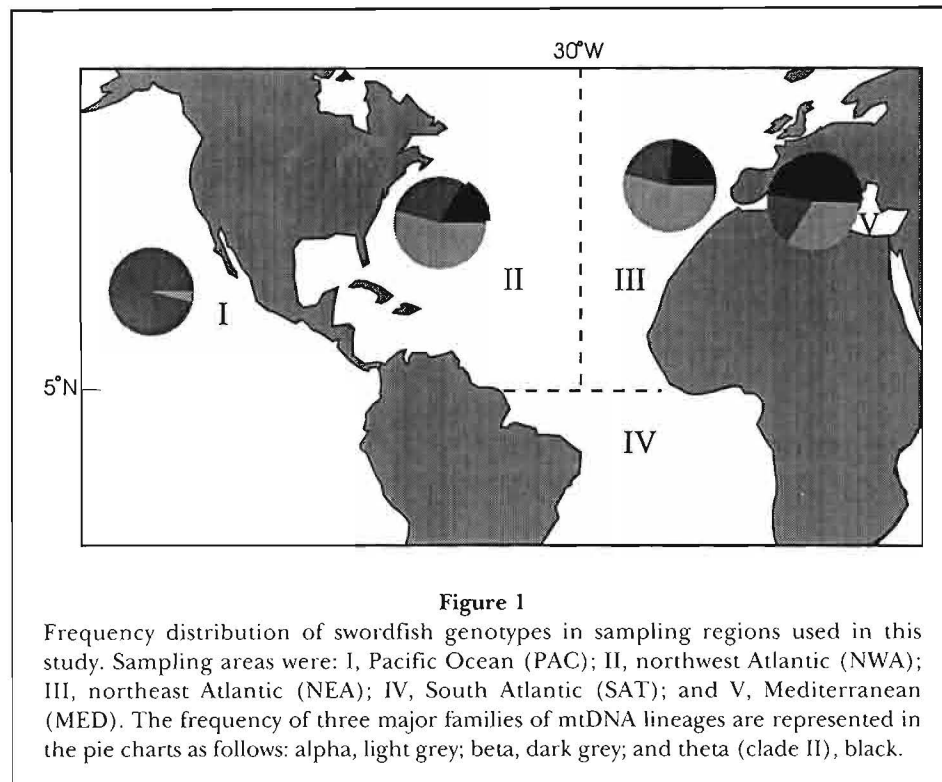 30°W
I
II
III
V
5°N
IV
Figure 1
Frequency distribution of swordfish genotypes in sampling regions used in this
study. Sampling areas were: I, Pacific Ocean (PAC); II, northwest Atlantic (NWA);
III, northeast Atlantic (NEA); IV, South Atlantic (SAT); and V, Mediterranean
(MED). The frequency of three major families of mtDNA lineages are represented in
the pie charts as follows: alpha, light grey; beta, dark grey; and theta (clade II), black.